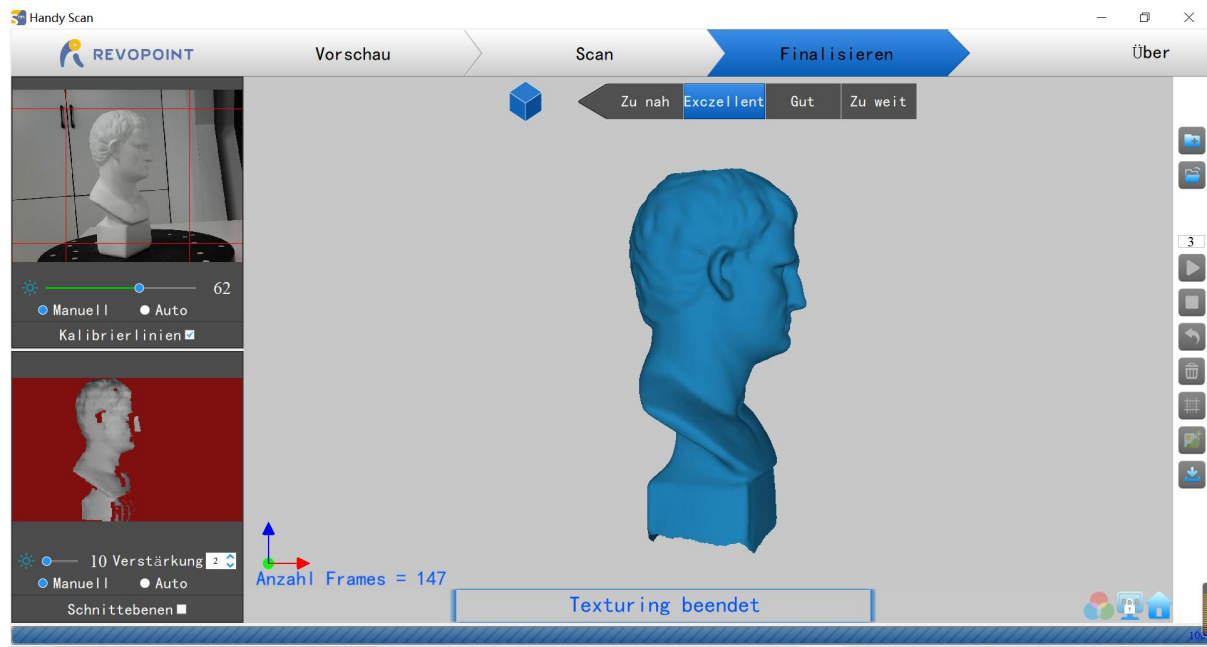 Handy Scan
REVOPOINT
Vorschau
Scan
Finalisieren
Über
Zu nah
Exczellent
Gut
Zu weit
3
62
Manuell
Auto
Kalibrierlinien
10 Verstärkung 2
Manuell
Auto
Schnittebenen
Anzahl Frames = 147
Texturing beendet